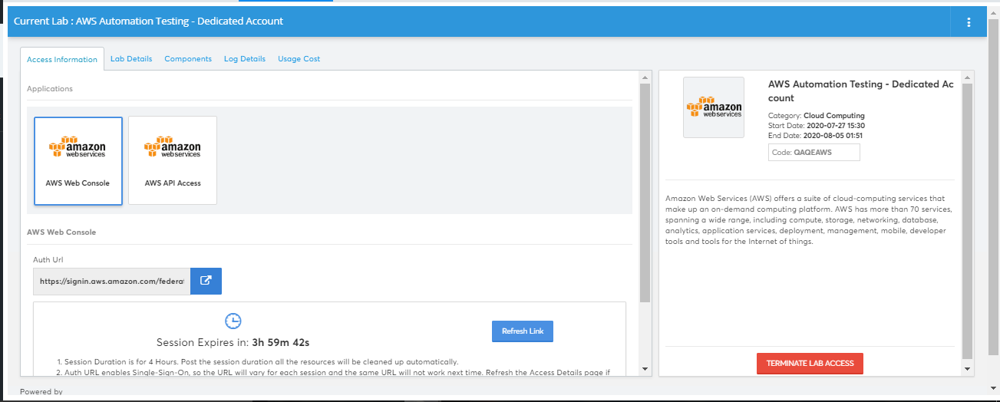 Current Lab : AWS Automation Testing - Dedicated Account
Access Information
Lab Details
Components
Log Details
Usage Cost
Applications
amazon
webservices
AWS Web Console
amazon
webservices
AWS API Access
AWS Web Console
Auth Url
https://signin.aws.amazon.com/federat
Session Expires in: 3h 59m 42s
Refresh Link
1. Session Duration is for 4 Hours. Post the session duration all the resources will be cleaned up automatically.
2. Auth URL enables Single-Sign-On, so the URL will vary for each session and the same URL will not work next time. Refresh the Access Details page if
amazon
webservices
AWS Automation Testing - Dedicated Ac
count
Category: Cloud Computing
Start Date: 2020-07-27 15:30
End Date: 2020-08-05 01:51
Code: QAQEAWS
Amazon Web Services (AWS) offers a suite of cloud-computing services that
make up an on-demand computing platform. AWS has more than 70 services,
spanning a wide range, including compute, storage, networking, database,
analytics, application services, deployment, management, mobile, developer
tools and tools for the Internet of things.
TERMINATE LAB ACCESS
Powered by